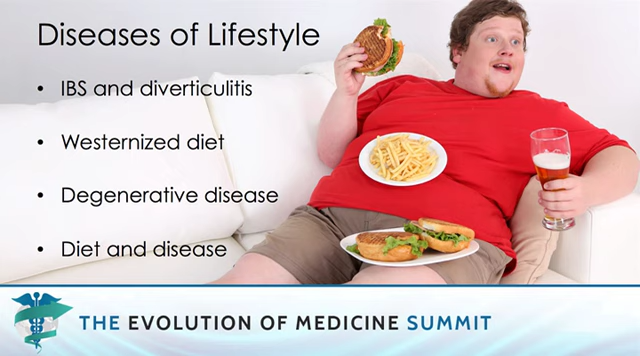 Diseases of Lifestyle
• IBS and diverticulitis
• Westernized diet
• Degenerative disease
• Diet and disease
THE EVOLUTION OF MEDICINE SUMMIT